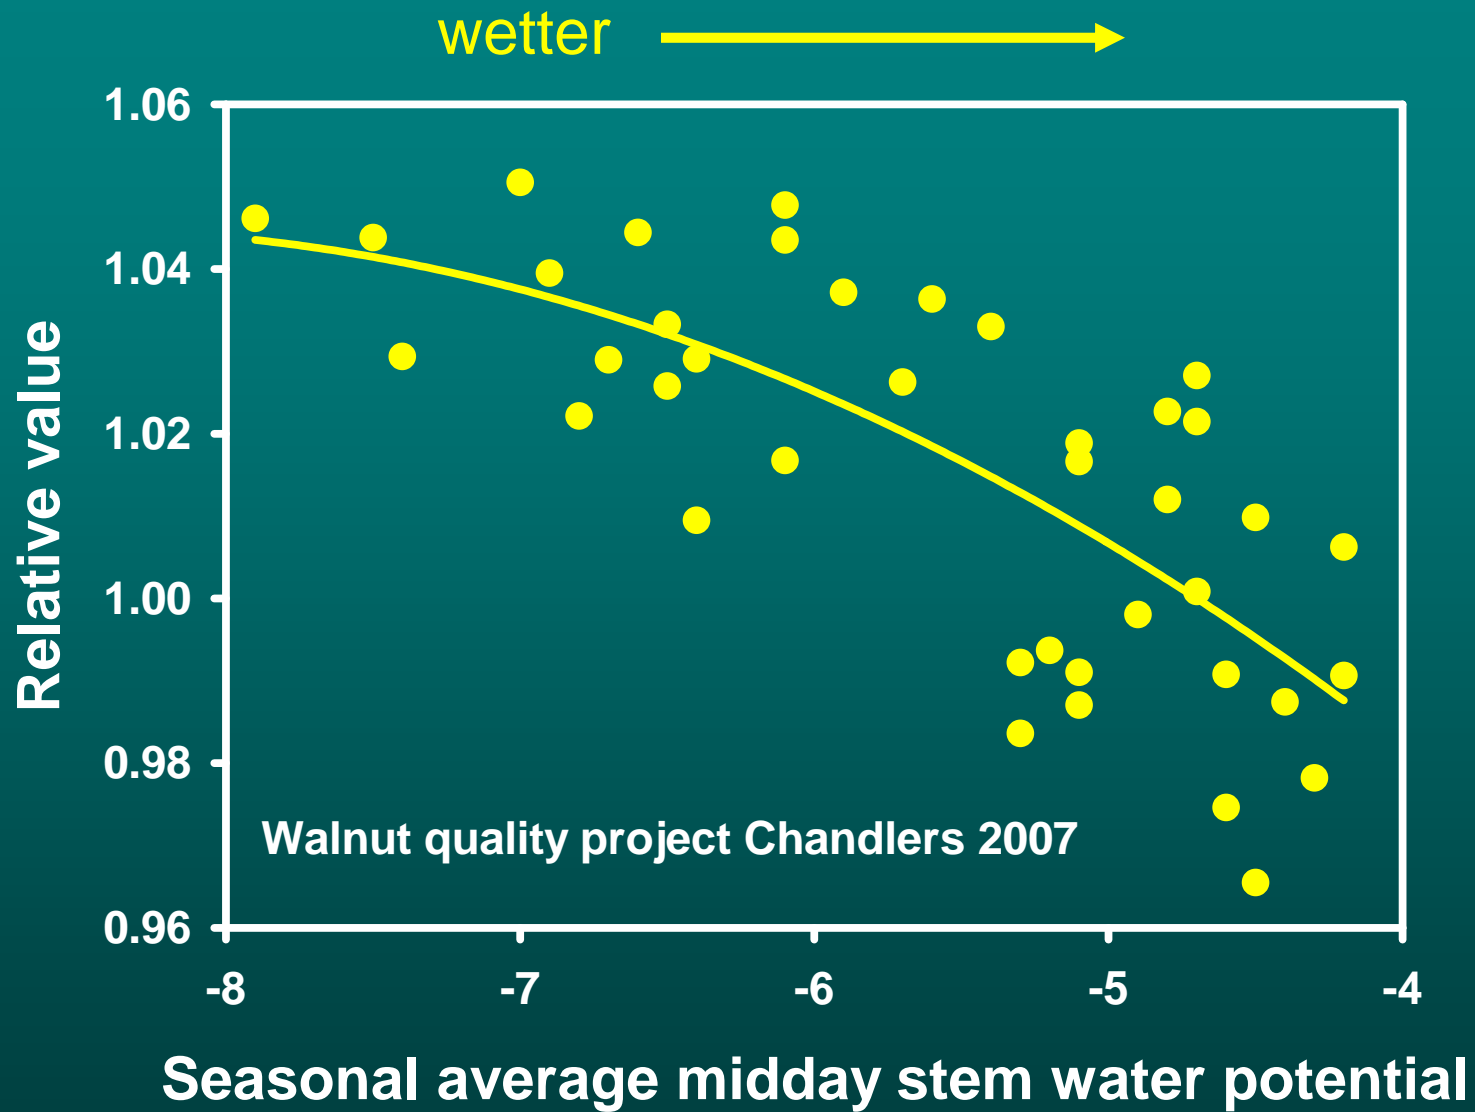 wetter
1.06
1.04
1.02
1.00
0.98
0.96
Relative value
Walnut quality project Chandlers 2007
-8 -7 -6 -5 -4
Seasonal average midday stem water potential